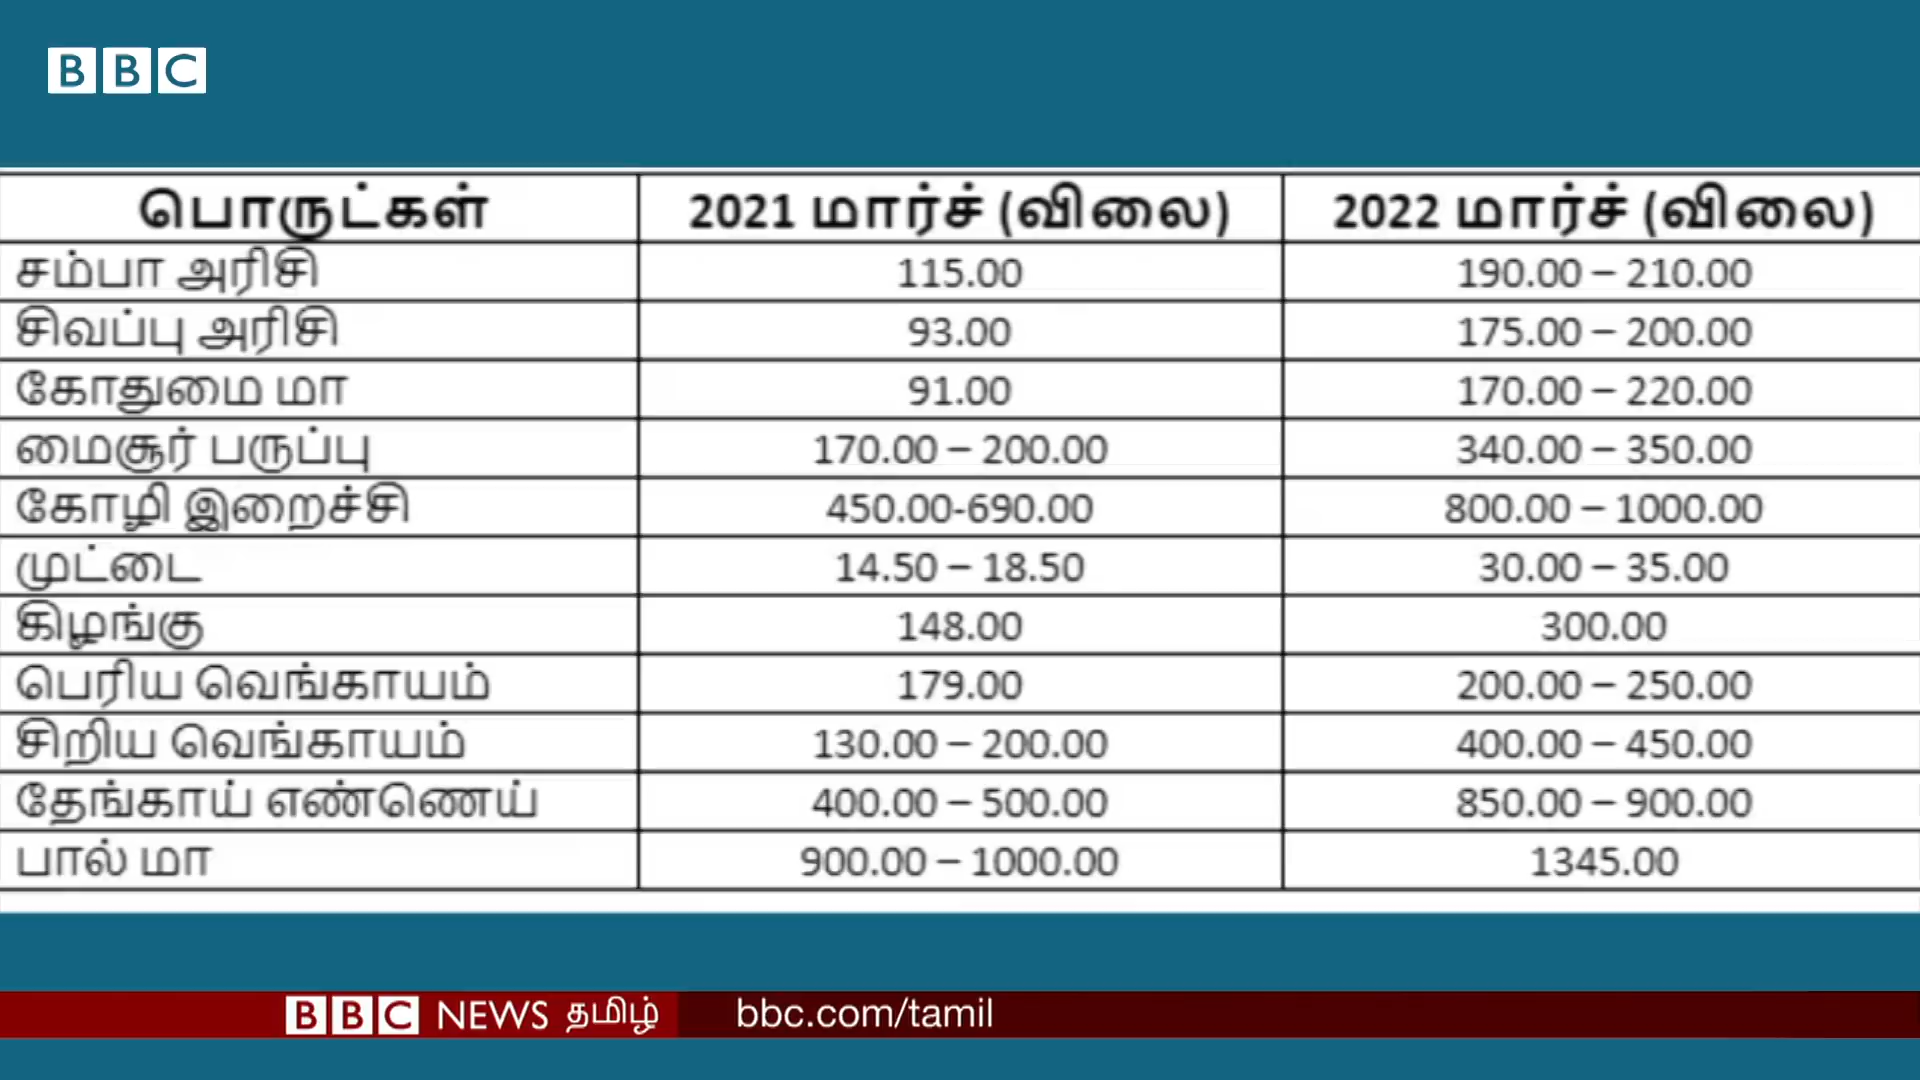 BBC
பொருட்கள் 2021 மார்ச் (விலை) 2022 மார்ச் (விலை)
சம்பா அரிசி 115.00 190.00 – 210.00
சிவப்பு அரிசி 93.00 175.00 – 200.00
கோதுமை மா 91.00 170.00 – 220.00
மைசூர் பருப்பு 170.00 – 200.00 340.00 – 350.00
கோழி இறைச்சி 450.00-690.00 800.00 – 1000.00
முட்டை 14.50 – 18.50 30.00 – 35.00
கிழங்கு 148.00 300.00
பெரிய வெங்காயம் 179.00 200.00 – 250.00
சிறிய வெங்காயம் 130.00 – 200.00 400.00 – 450.00
தேங்காய் எண்ணெய் 400.00 – 500.00 850.00 – 900.00
பால் மா 900.00 – 1000.00 1345.00
BBC NEWS தமிழ் bbc.com/tamil